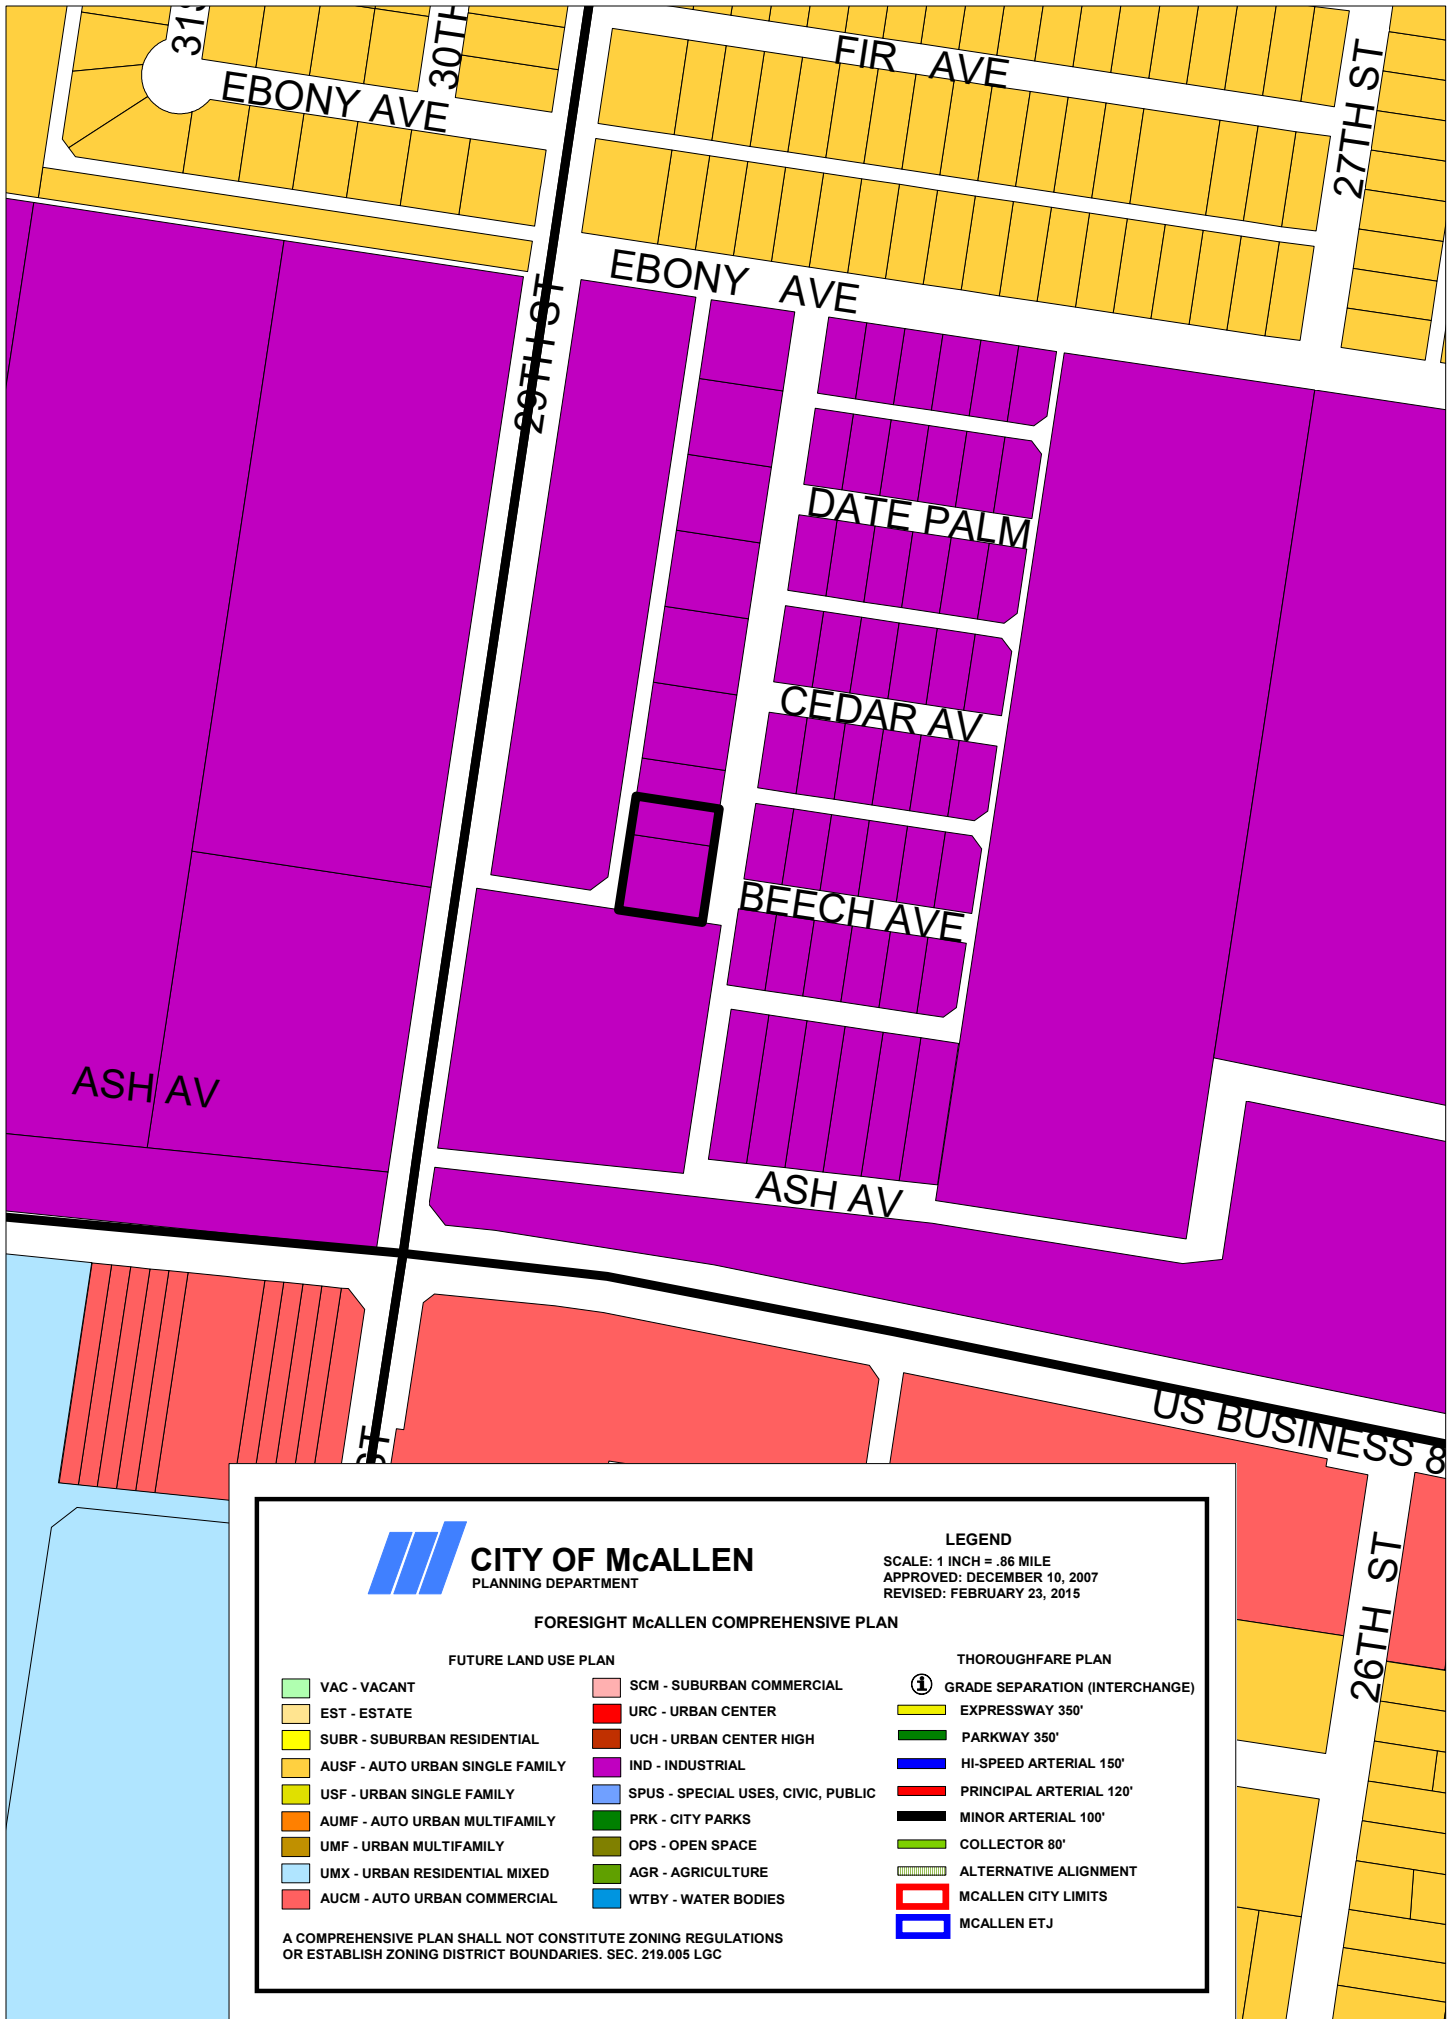 31S
30TH
FIR AVE
27TH ST
EBONY AVE
EBONY AVE
29TH ST
DATE PALM
CEDAR AV
BEECH AVE
ASH AV
ASH AV
US BUSINESS 8
ST
26TH ST
CITY OF McALLEN
PLANNING DEPARTMENT
LEGEND
SCALE: 1 INCH = .86 MILE
APPROVED: DECEMBER 10, 2007
REVISED: FEBRUARY 23, 2015
FORESIGHT McALLEN COMPREHENSIVE PLAN
FUTURE LAND USE PLAN
VAC - VACANT
EST - ESTATE
SUBR - SUBURBAN RESIDENTIAL
AUSF - AUTO URBAN SINGLE FAMILY
USF - URBAN SINGLE FAMILY
AUMF - AUTO URBAN MULTIFAMILY
UMF - URBAN MULTIFAMILY
UMX - URBAN RESIDENTIAL MIXED
AUCM - AUTO URBAN COMMERCIAL
SCM - SUBURBAN COMMERCIAL
URC - URBAN CENTER
UCH - URBAN CENTER HIGH
IND - INDUSTRIAL
SPUS - SPECIAL USES, CIVIC, PUBLIC
PRK - CITY PARKS
OPS - OPEN SPACE
AGR - AGRICULTURE
WTBY - WATER BODIES
THOROUGHFARE PLAN
GRADE SEPARATION (INTERCHANGE)
EXPRESSWAY 350'
PARKWAY 350'
HI-SPEED ARTERIAL 150'
PRINCIPAL ARTERIAL 120'
MINOR ARTERIAL 100'
COLLECTOR 80'
ALTERNATIVE ALIGNMENT
MCALLEN CITY LIMITS
MCALLEN ETJ
A COMPREHENSIVE PLAN SHALL NOT CONSTITUTE ZONING REGULATIONS
OR ESTABLISH ZONING DISTRICT BOUNDARIES. SEC. 219.005 LGC